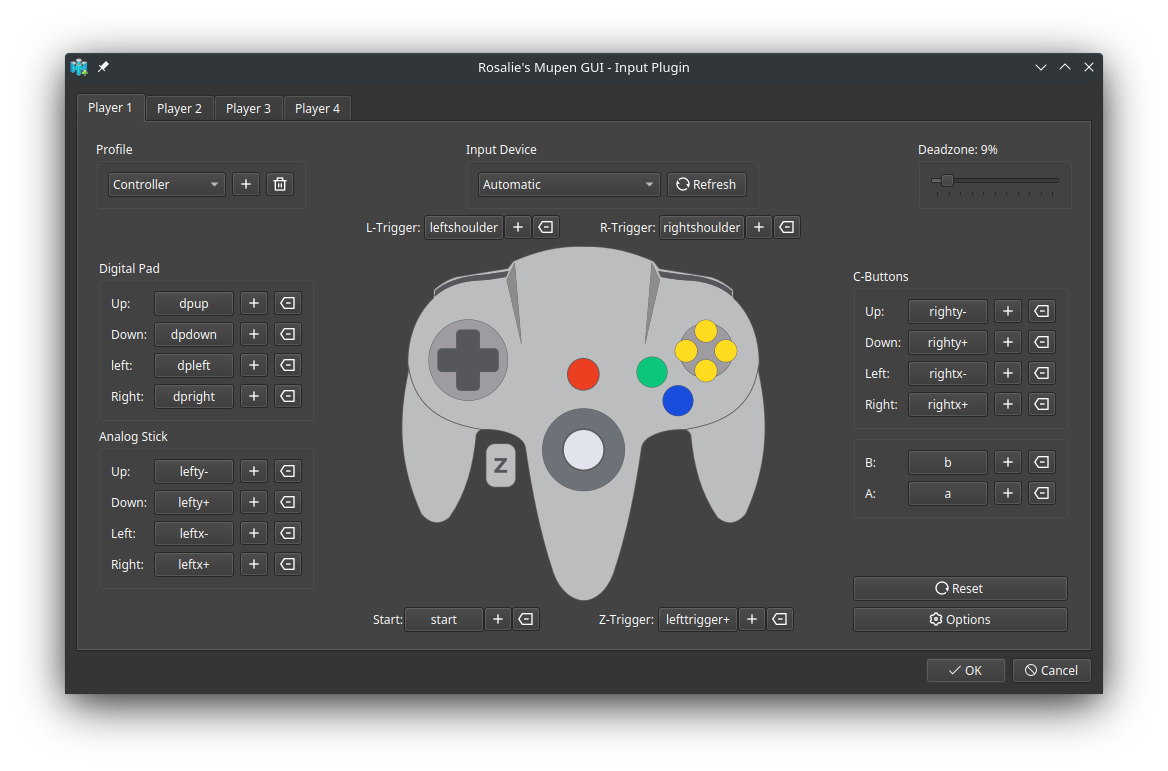 Rosalie's Mupen GUI - Input Plugin
Player 1
Player 2
Player 3
Player 4
Profile
Controller
Input Device
Automatic
Refresh
Deadzone: 9%
L-Trigger: leftshoulder
R-Trigger: rightshoulder
Digital Pad
Up: dpup
Down: dpdown
left: dpleft
Right: dpright
Analog Stick
Up: lefty-
Down: lefty+
Left: leftx-
Right: leftx+
Z
C-Buttons
Up: righty-
Down: righty+
Left: rightx-
Right: rightx+
B: b
A: a
Start: start
Z-Trigger: lefttrigger+
Reset
Options
OK
Cancel